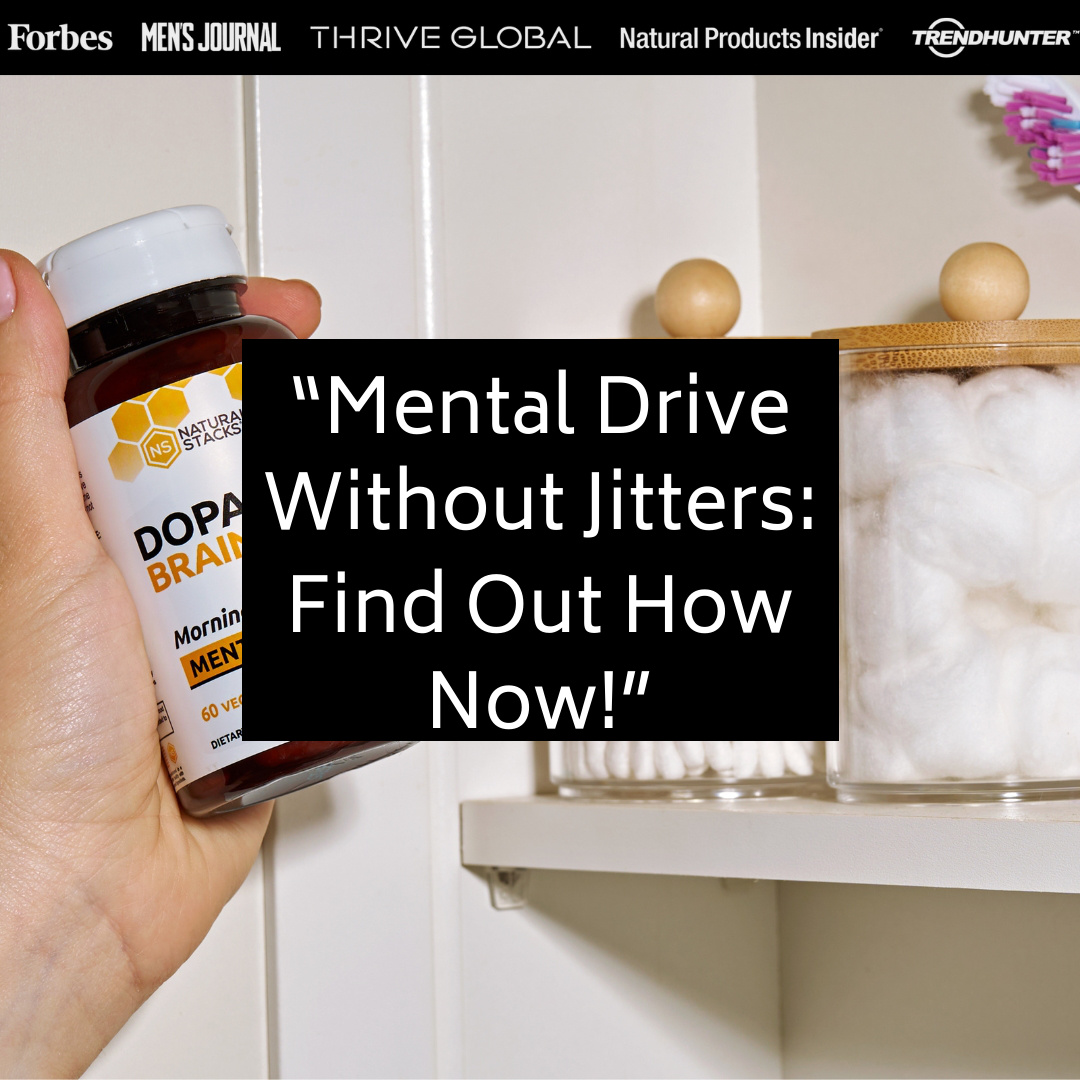 Forbes MEN'S JOURNAL THRIVE GLOBAL Natural Products Insider TRENDHUNTER™
NATURAL
STACKS
NS
DOPA
BRAIN
“Mental Drive
Without Jitters:
Find Out How
Now!”
Morning
MENT
60 VEG
DIETAR